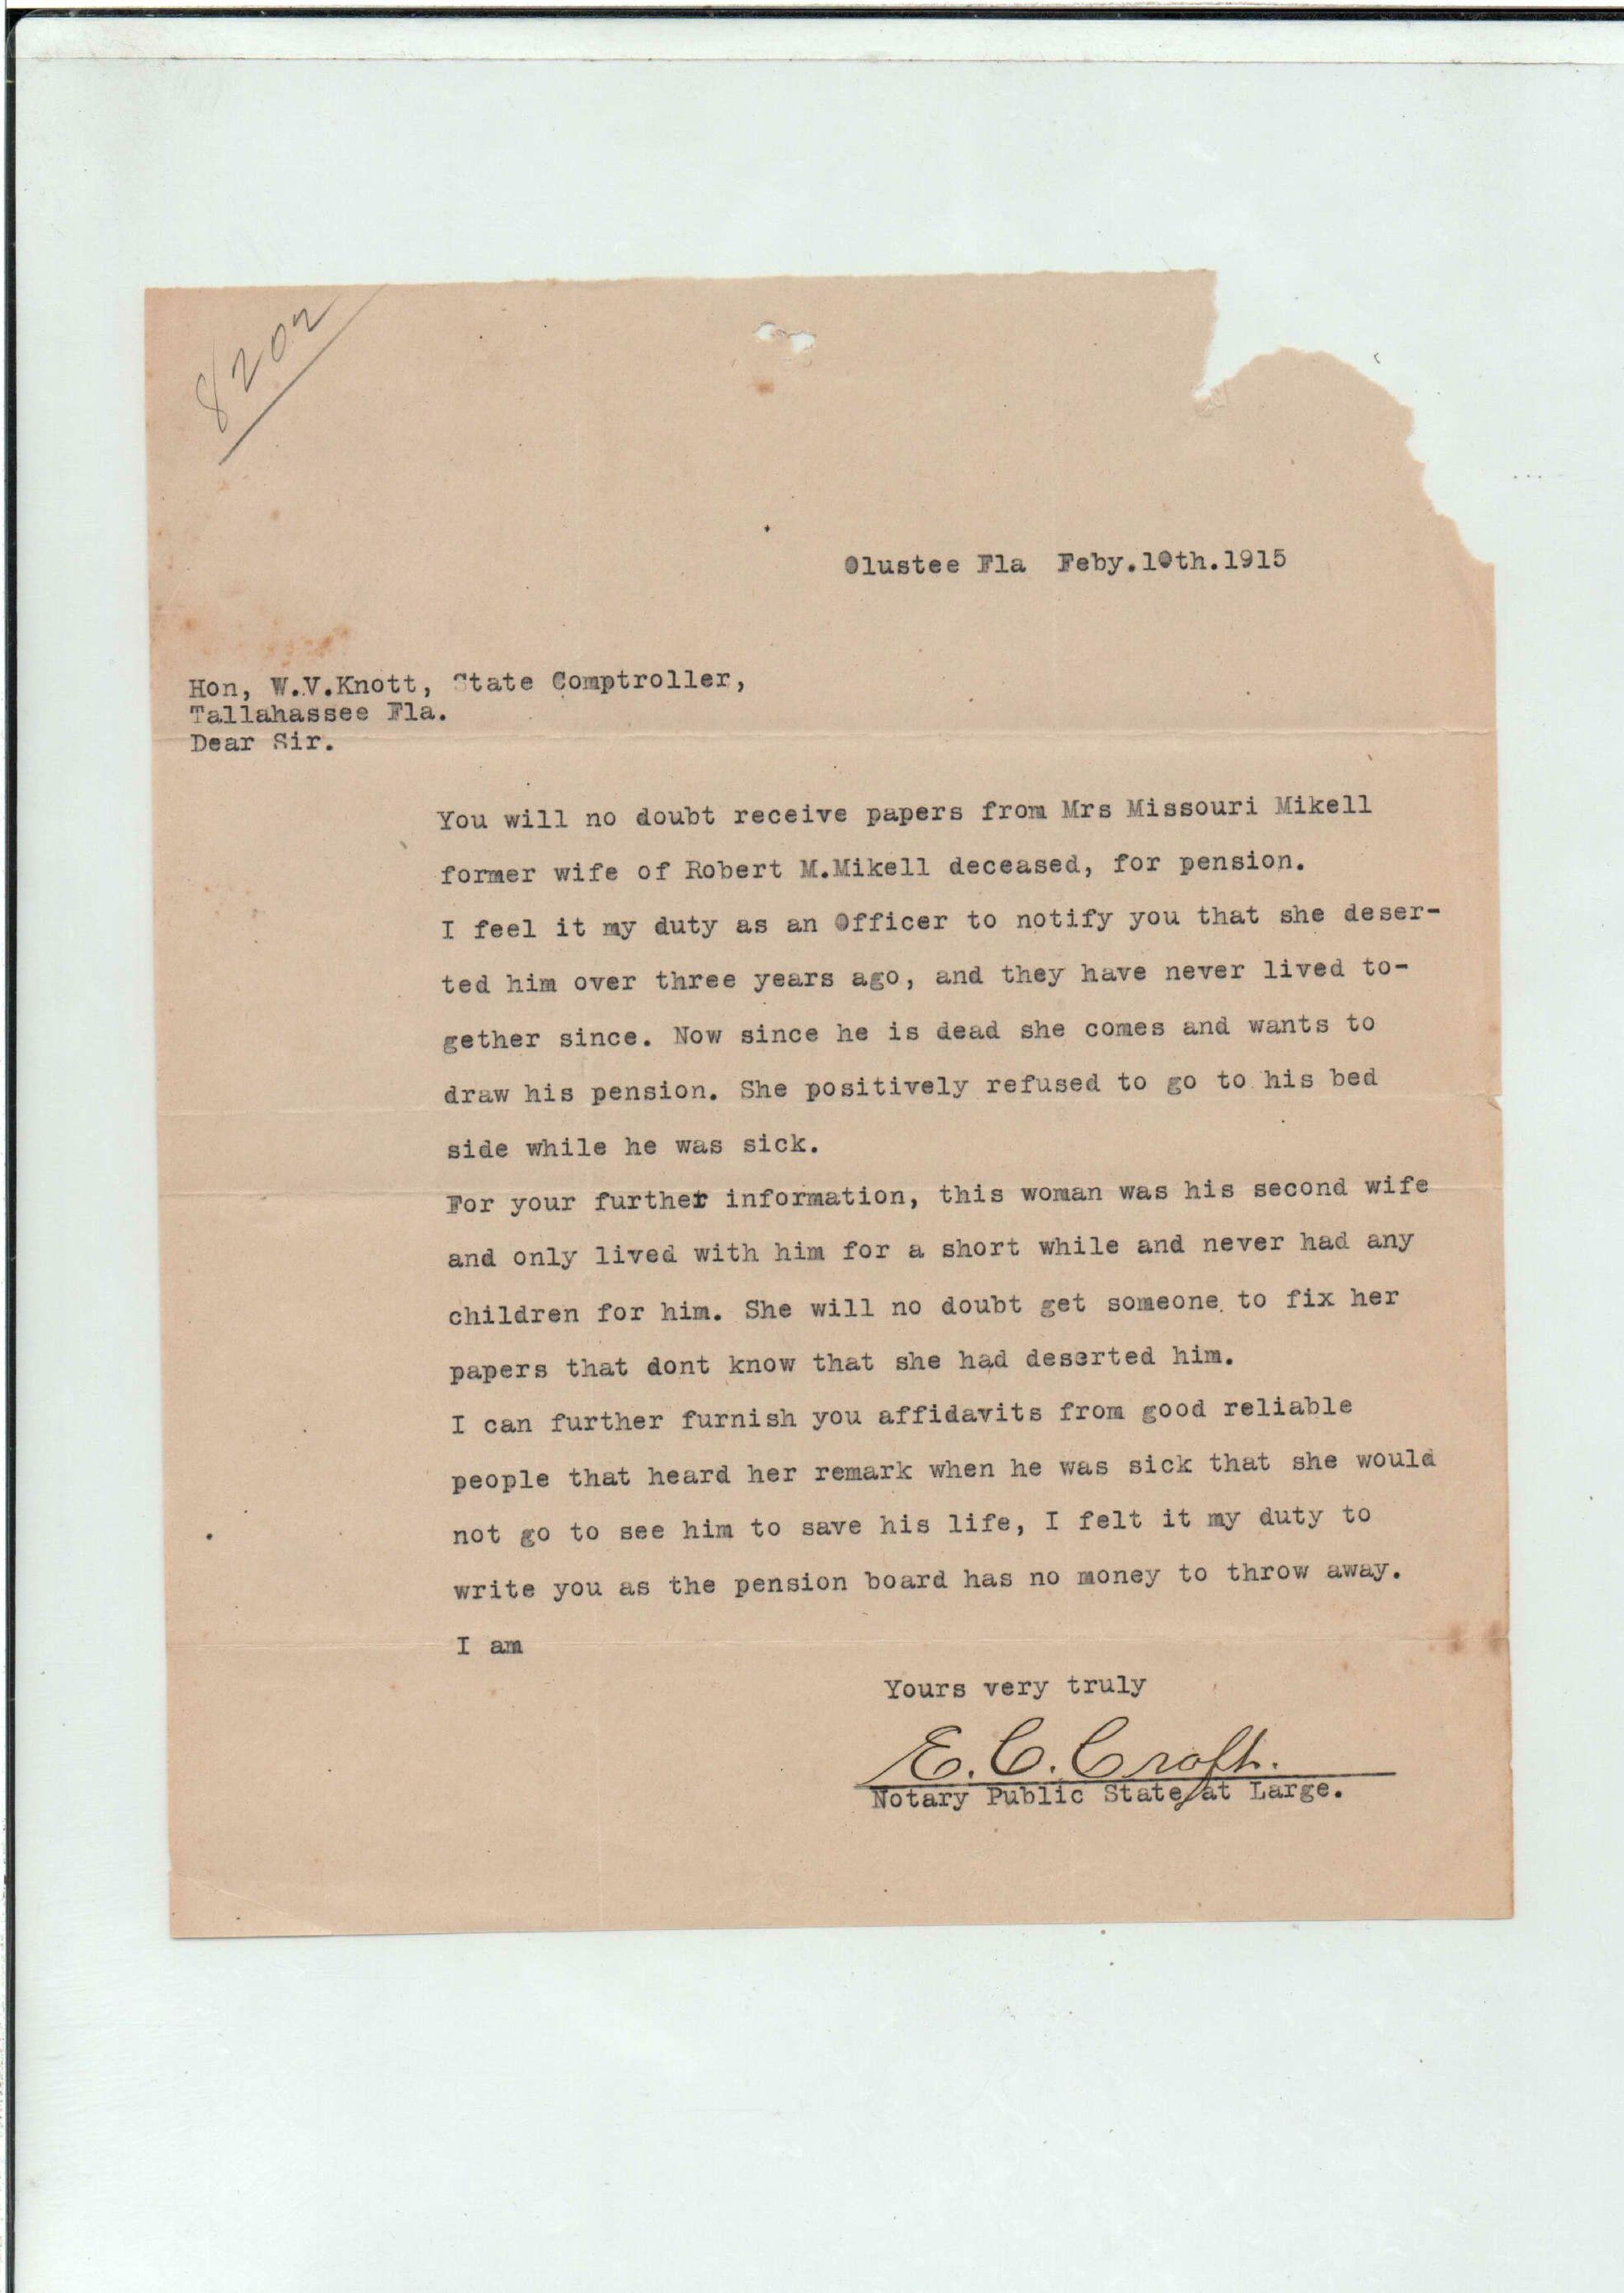 8202
Olustee Fla  Feby.10th.1915
Hon, W.V.Knott, State Comptroller,
Tallahassee Fla.
Dear Sir.
You will no doubt receive papers from Mrs Missouri Mikell
former wife of Robert M.Mikell deceased, for pension.
I feel it my duty as an Officer to notify you that she deser-
ted him over three years ago, and they have never lived to-
gether since. Now since he is dead she comes and wants to
draw his pension. She positively refused to go to his bed
side while he was sick.
For your further information, this woman was his second wife
and only lived with him for a short while and never had any
children for him. She will no doubt get someone to fix her
papers that dont know that she had deserted him.
I can further furnish you affidavits from good reliable
people that heard her remark when he was sick that she would
not go to see him to save his life, I felt it my duty to
write you as the pension board has no money to throw away.
I am
Yours very truly
E. C. Croft.
Notary Public State at Large.